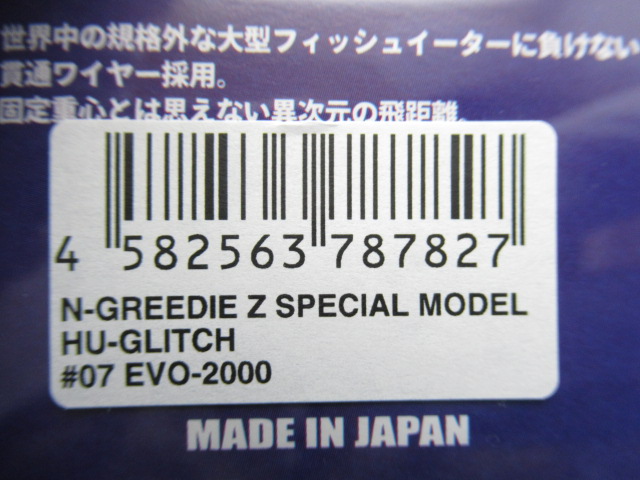 世界中の規格外な大型フィッシュイーターに負けない
貫通ワイヤー採用。
固定重心とは思えない異次元の飛距離。
4 582563 787827
N-GREEDIE Z SPECIAL MODEL
HU-GLITCH
#07 EVO-2000
MADE IN JAPAN